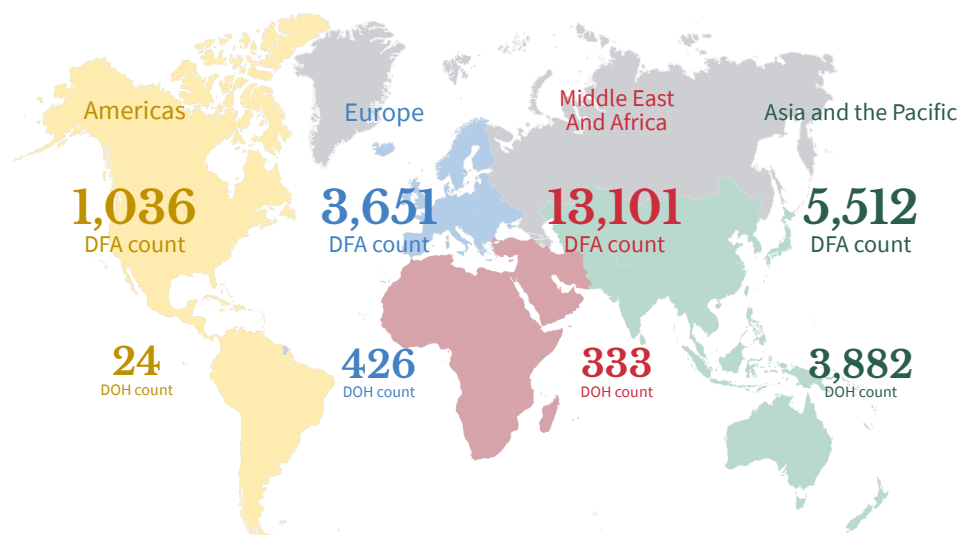 Americas
1,036
DFA count
24
DOH count
Europe
3,651
DFA count
426
DOH count
Middle East
And Africa
13,101
DFA count
333
DOH count
Asia and the Pacific
5,512
DFA count
3,882
DOH count